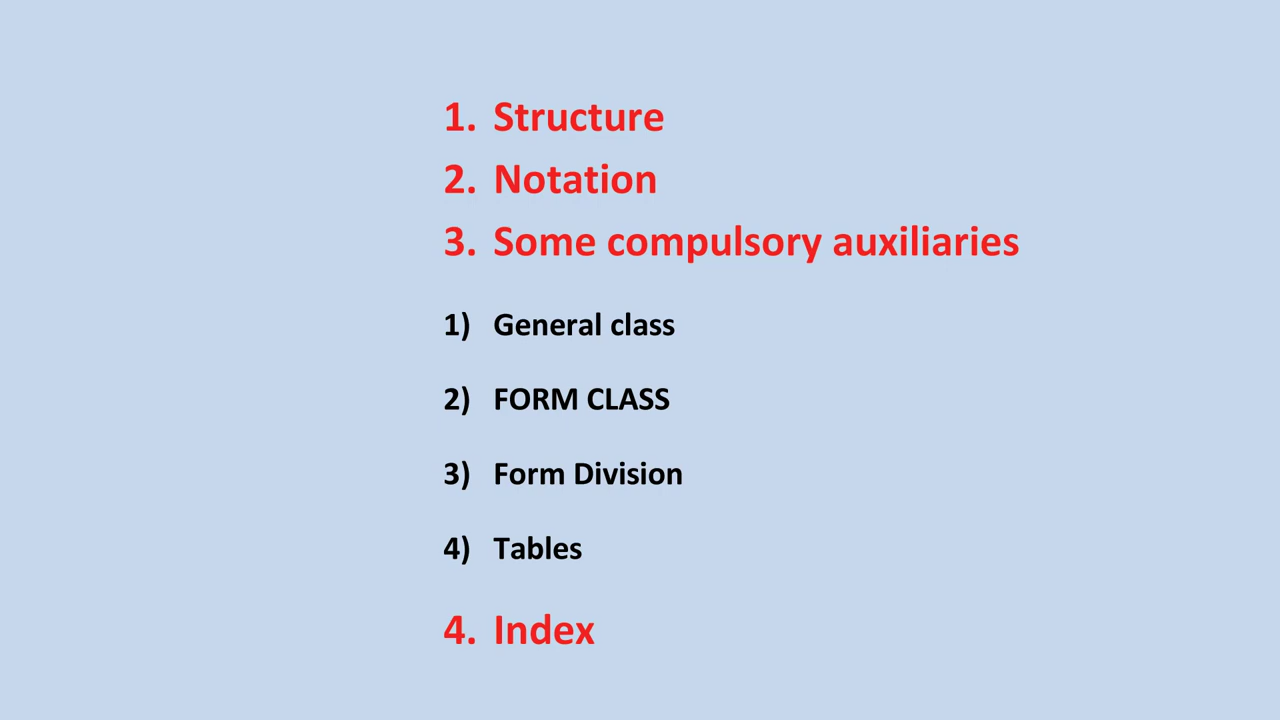 1. Structure
2. Notation
3. Some compulsory auxiliaries
1) General class
2) FORM CLASS
3) Form Division
4) Tables
4. Index